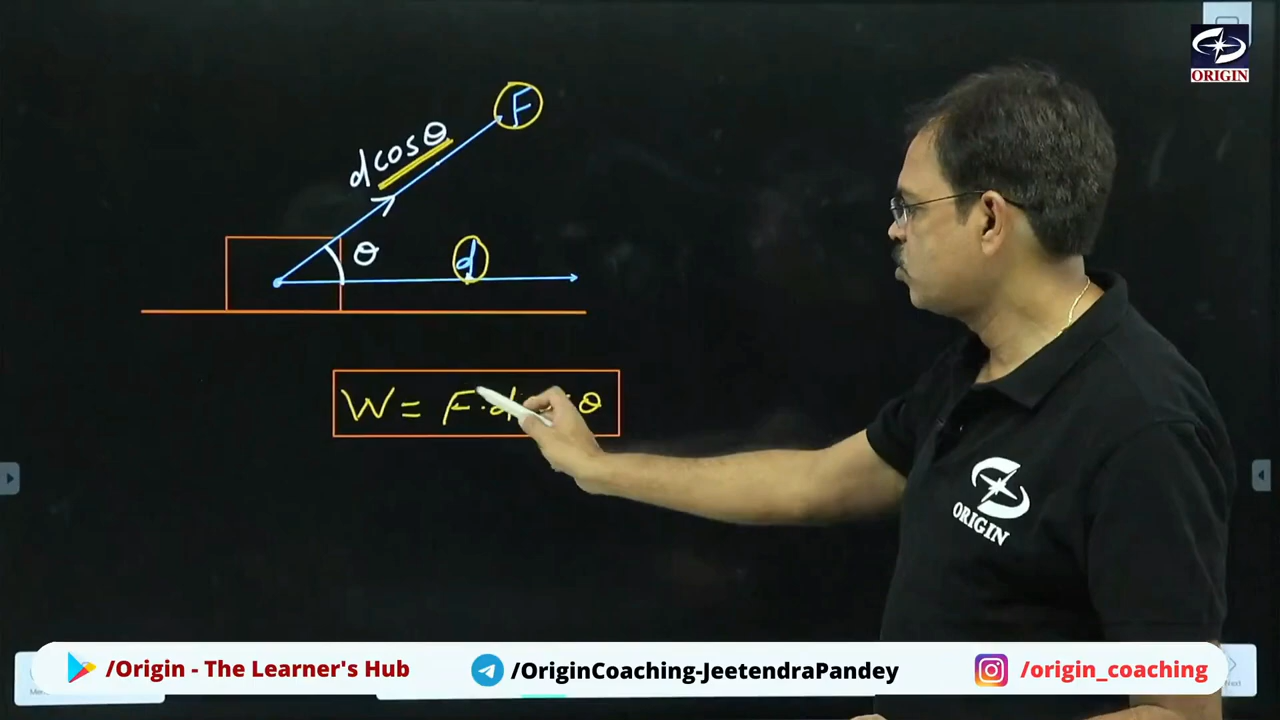 ORIGIN
F
dcosθ
θ
d
W = F.d θ
ORIGIN
/Origin - The Learner's Hub
/OriginCoaching-JeetendraPandey
/origin_coaching